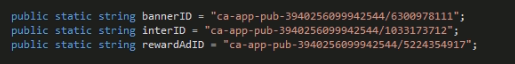 public static string bannerID = "ca-app-pub-3940256099942544/6300978111";
public static string interID = "ca-app-pub-3940256099942544/1033173712";
public static string rewardAdID = "ca-app-pub-3940256099942544/5224354917";